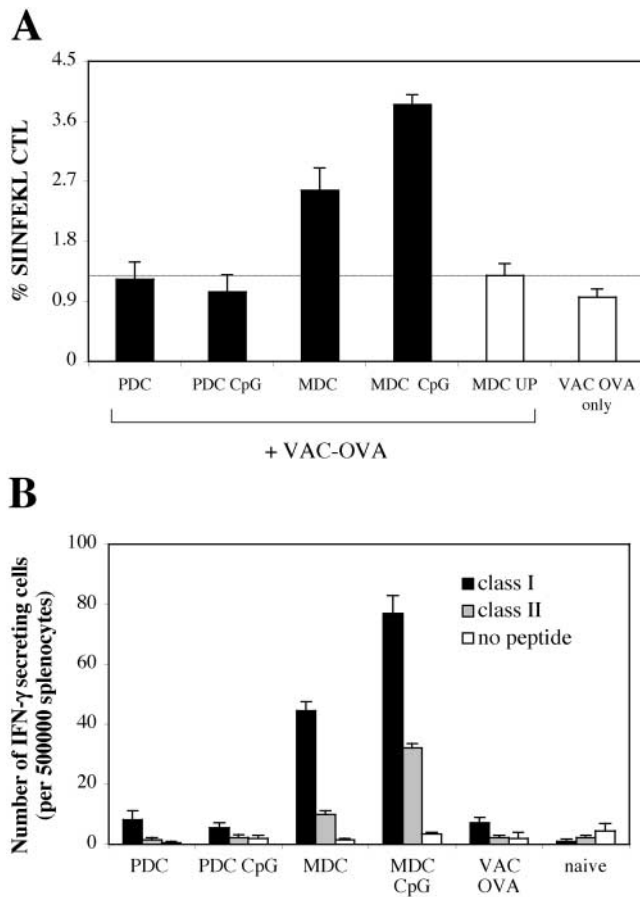 A
4.5
3.6
2.7
1.8
0.9
0
% SIINFEKL CTL
PDC
PDC CpG
MDC
MDC CpG
MDC UP
VAC OVA
only
+ VAC-OVA
B
100
80
60
40
20
0
Number of IFN-γ secreting cells
(per 500000 splenocytes)
class I
class II
no peptide
PDC
PDC CpG
MDC
MDC
CpG
VAC
OVA
naive